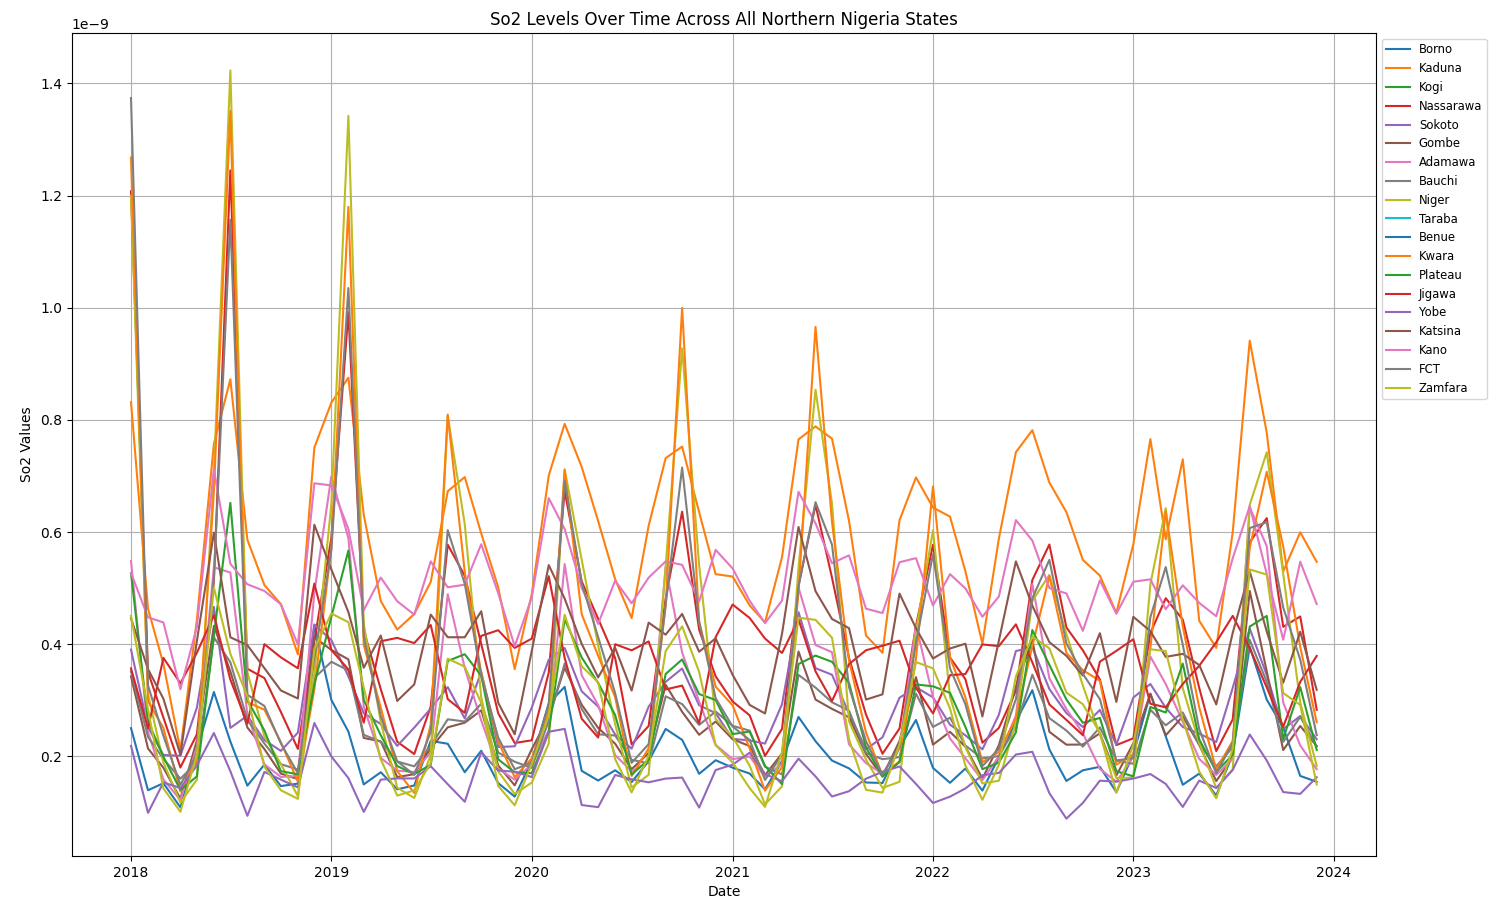 So2 Levels Over Time Across All Northern Nigeria States
1e−9
1.4
1.2
1.0
0.8
0.6
0.4
0.2
So2 Values
2018 2019 2020 2021 2022 2023 2024
Date
Borno
Kaduna
Kogi
Nassarawa
Sokoto
Gombe
Adamawa
Bauchi
Niger
Taraba
Benue
Kwara
Plateau
Jigawa
Yobe
Katsina
Kano
FCT
Zamfara